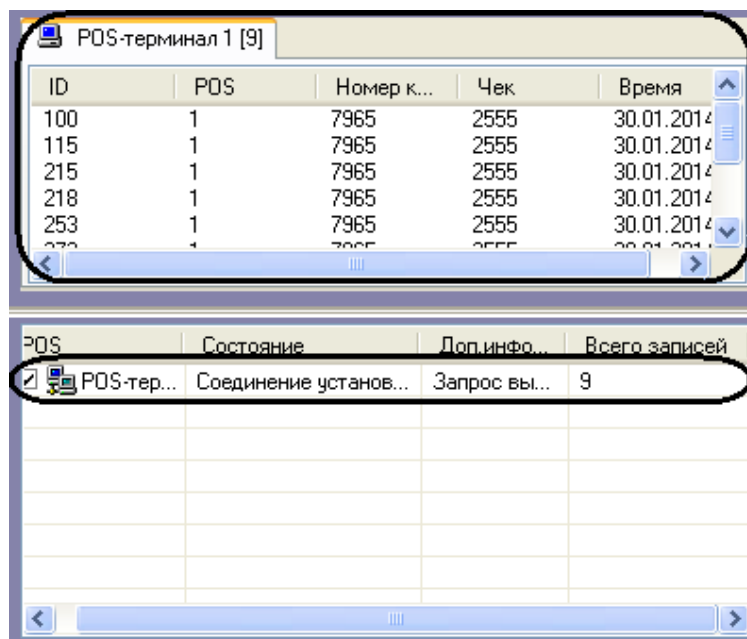 POS-терминал 1 [9]
ID POS Номер к... Чек Время
100 1 7965 2555 30.01.2014
115 1 7965 2555 30.01.2014
215 1 7965 2555 30.01.2014
218 1 7965 2555 30.01.2014
253 1 7965 2555 30.01.2014
POS Состояние Доп.инфо... Всего записей
POS-тер... Соединение установ... Запрос вы... 9